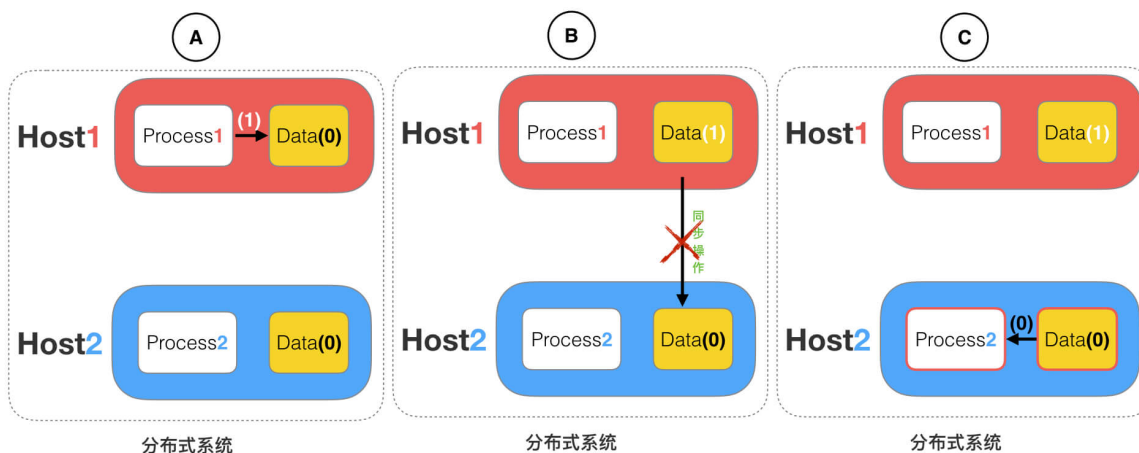 A
Host1
Process1
(1)
Data(0)
Host2
Process2
Data(0)
分布式系统
B
Host1
Process1
Data(1)
同步操作
Host2
Process2
Data(0)
分布式系统
C
Host1
Process1
Data(1)
Host2
Process2
(0)
Data(0)
分布式系统